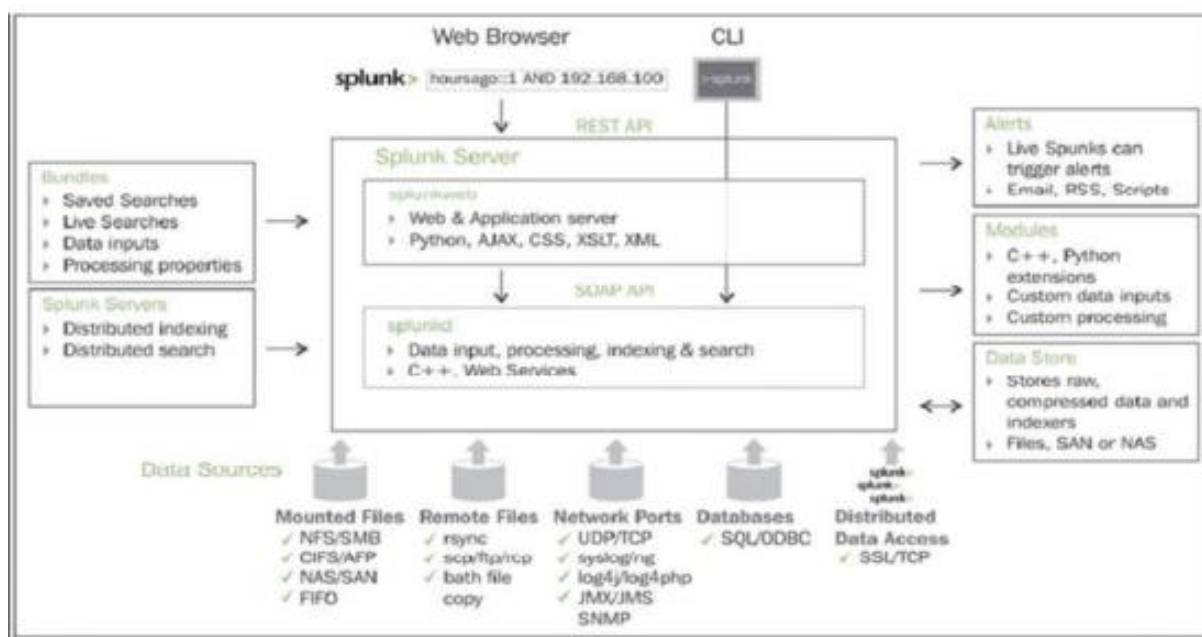 Web Browser
CLI
splunk> hoursago::1 AND 192.168.100
>splunk
REST API
Splunk Server
splunkweb
Web & Application server
Python, AJAX, CSS, XSLT, XML
SOAP API
splunkd
Data input, processing, indexing & search
C++, Web Services
Bundles
Saved Searches
Live Searches
Data inputs
Processing properties
Splunk Servers
Distributed indexing
Distributed search
Alerts
Live Spunks can
trigger alerts
Email, RSS, Scripts
Modules
C++, Python
extensions
Custom data inputs
Custom processing
Data Store
Stores raw,
compressed data and
indexers
Files, SAN or NAS
Data Sources
Mounted Files
NFS/SMB
CIFS/AFP
NAS/SAN
FIFO
Remote Files
rsync
scp/ftp/rcp
bath file
copy
Network Ports
UDP/TCP
syslog/ng
log4j/log4php
JMX/JMS
SNMP
Databases
SQL/ODBC
splunk>
splunk>
splunk>
Distributed
Data Access
SSL/TCP